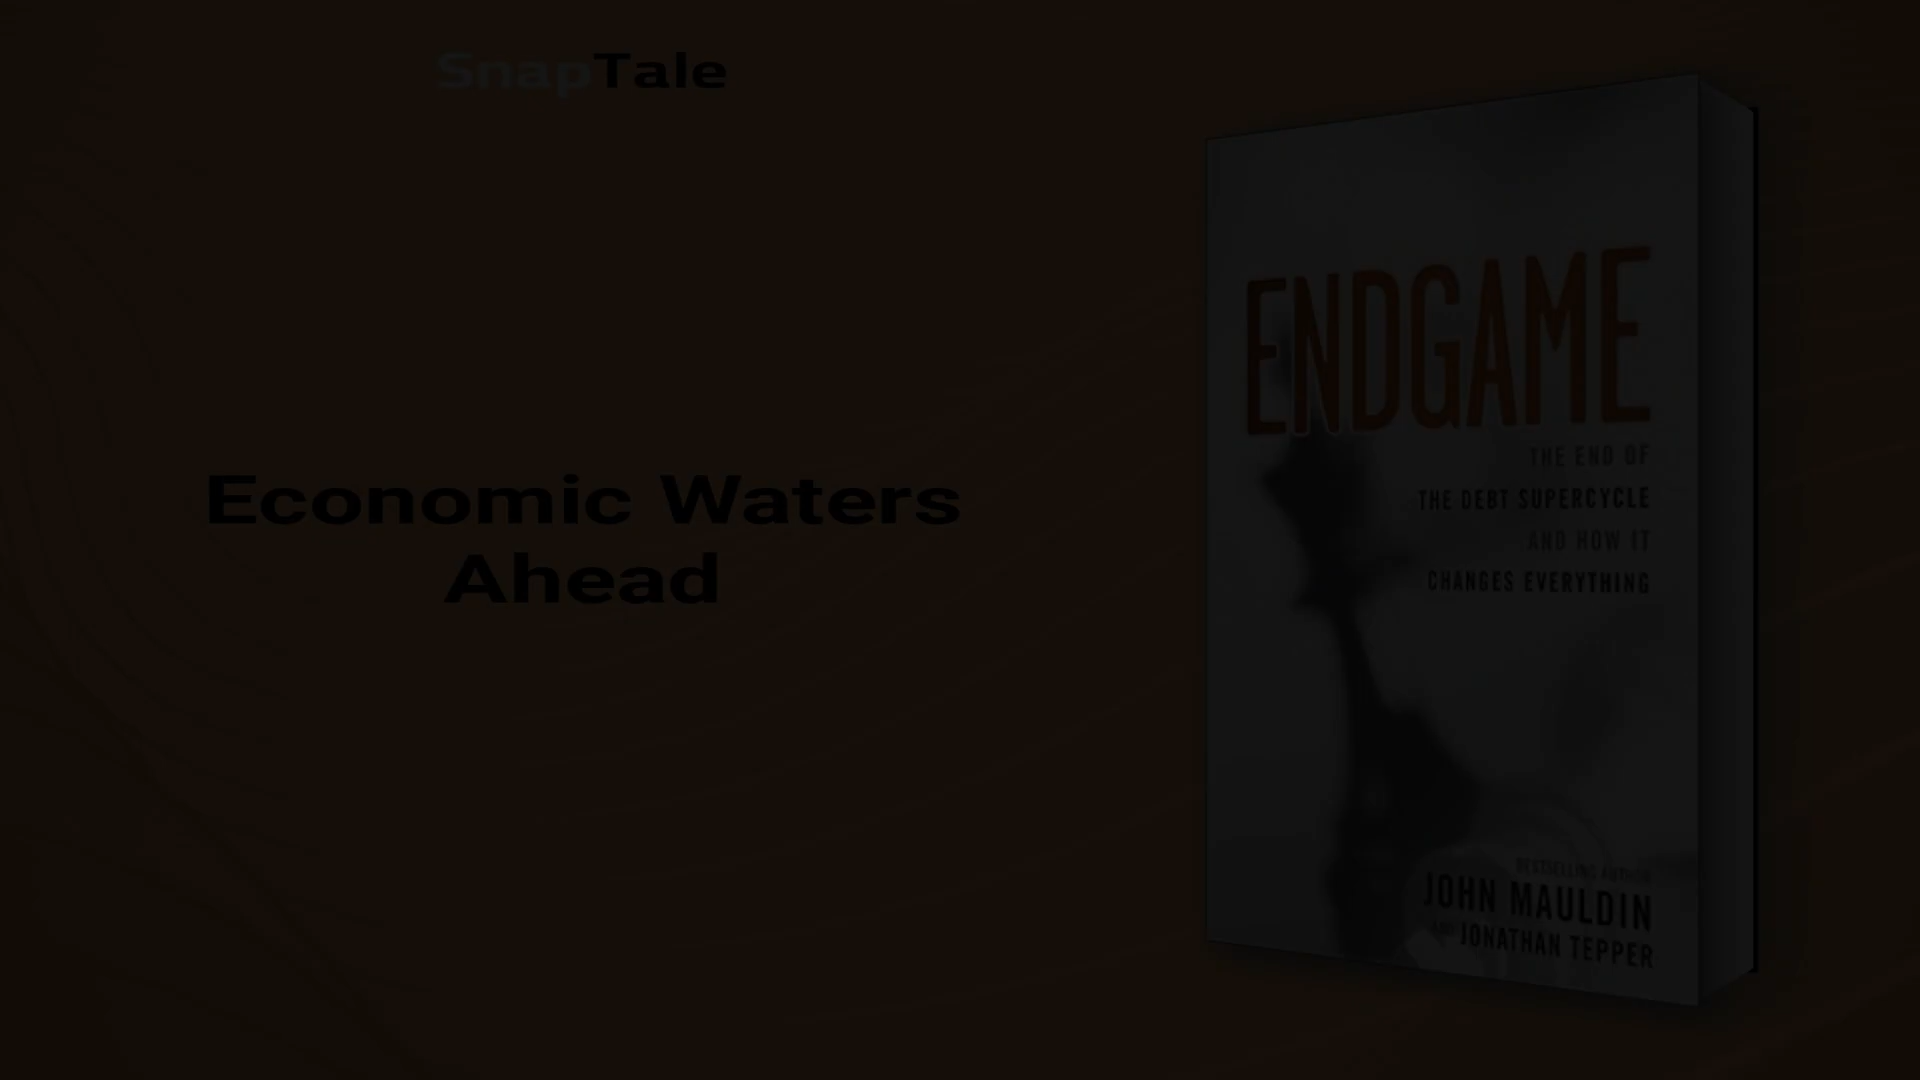 SnapTale
Economic Waters
Ahead
ENDGAME
THE END OF
THE DEBT SUPERCYCLE
AND HOW IT
CHANGES EVERYTHING
BESTSELLING AUTHOR
JOHN MAULDIN
AND JONATHAN TEPPER